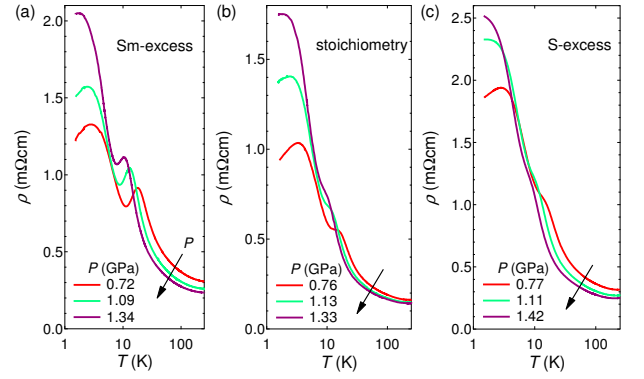 (a)
Sm-excess
2.0
1.5
1.0
0.5
0.0
ρ (mΩcm)
P
P (GPa)
0.72
1.09
1.34
1
10
100
T (K)
(b)
stoichiometry
1.5
1.0
0.5
0.0
ρ (mΩcm)
P (GPa)
0.76
1.13
1.33
1
10
100
T (K)
(c)
S-excess
2.5
2.0
1.5
1.0
0.5
0.0
ρ (mΩcm)
P (GPa)
0.77
1.11
1.42
1
10
100
T (K)